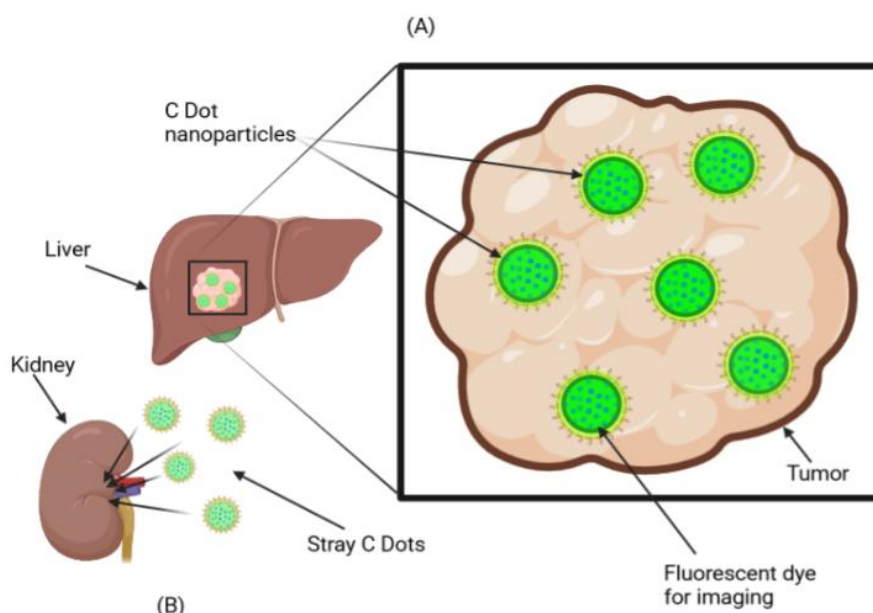 (A)
C Dot
nanoparticles
Liver
Kidney
Tumor
Stray C Dots
Fluorescent dye
for imaging
(B)